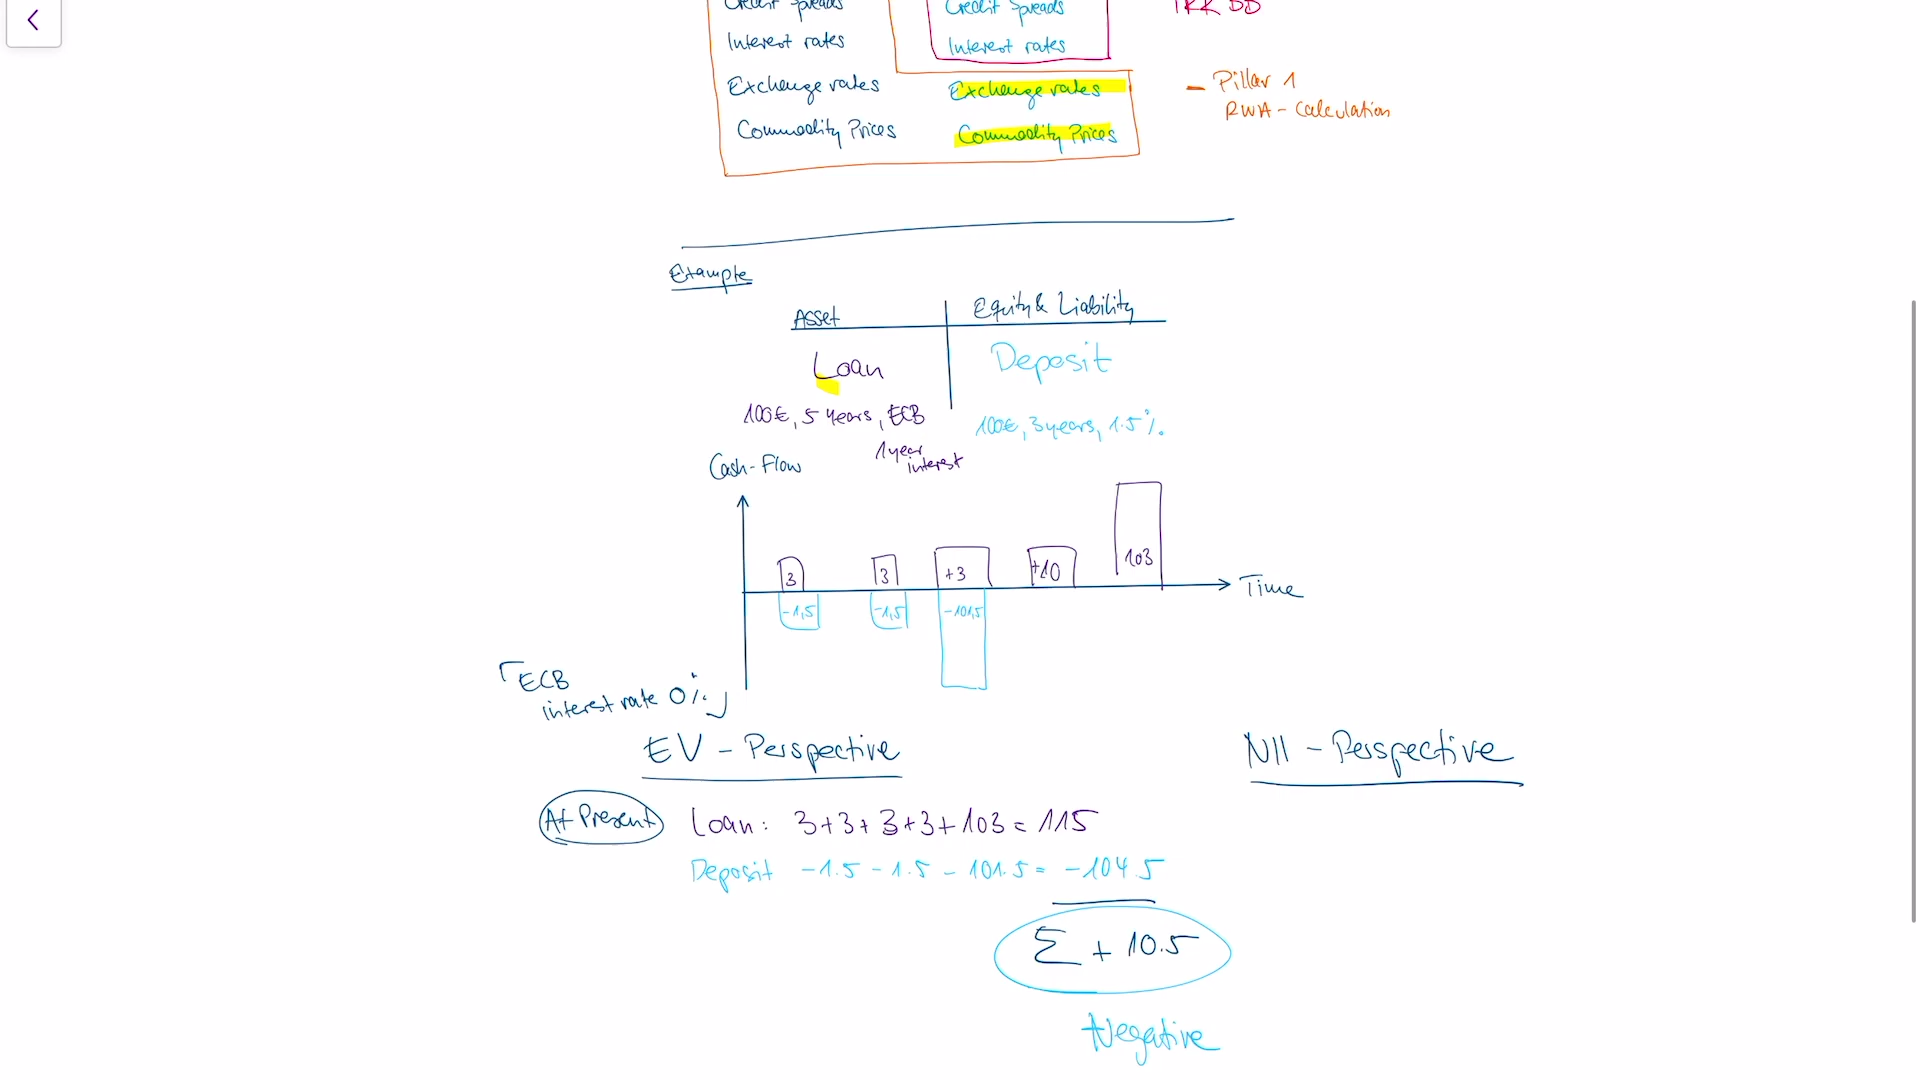 Credit Spreads
Credit Spreads
IRRBB
Interest rates
Interest rates
Exchange rates
Exchange rates
- Pillar 1
RWA - Calculation
Commodity Prices
Commodity Prices
Example
Asset
Equity & Liability
Loan
Deposit
100€, 5 years, ECB
1 year
interest
100€, 3 years, 1.5%
Cash-Flow
3
3
+3
+10
103
Time
-1,5
-1,5
-101,5
ECB
interest rate 0%
EV - Perspective
NII - Perspective
At Present
Loan: 3+3+3+3+103 = 115
Deposit -1.5 -1.5 - 101.5 = -104.5
Σ + 10.5
Negative